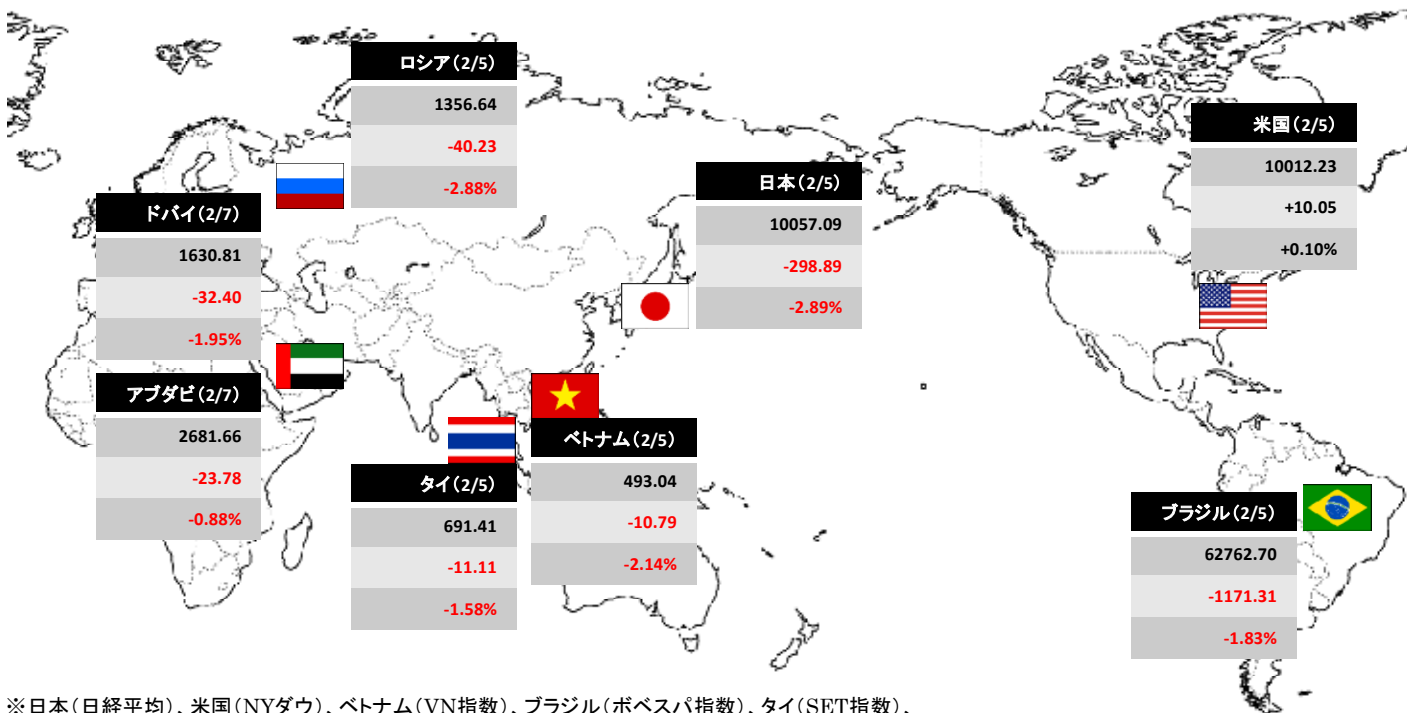 ロシア(2/5)
1356.64
-40.23
-2.88%
米国(2/5)
10012.23
+10.05
+0.10%
日本(2/5)
10057.09
-298.89
-2.89%
ドバイ(2/7)
1630.81
-32.40
-1.95%
アブダビ(2/7)
2681.66
-23.78
-0.88%
ベトナム(2/5)
493.04
-10.79
-2.14%
タイ(2/5)
691.41
-11.11
-1.58%
ブラジル(2/5)
62762.70
-1171.31
-1.83%
※日本(日経平均)、米国(NYダウ)、ベトナム(VN指数)、ブラジル(ボベスパ指数)、タイ(SET指数)、